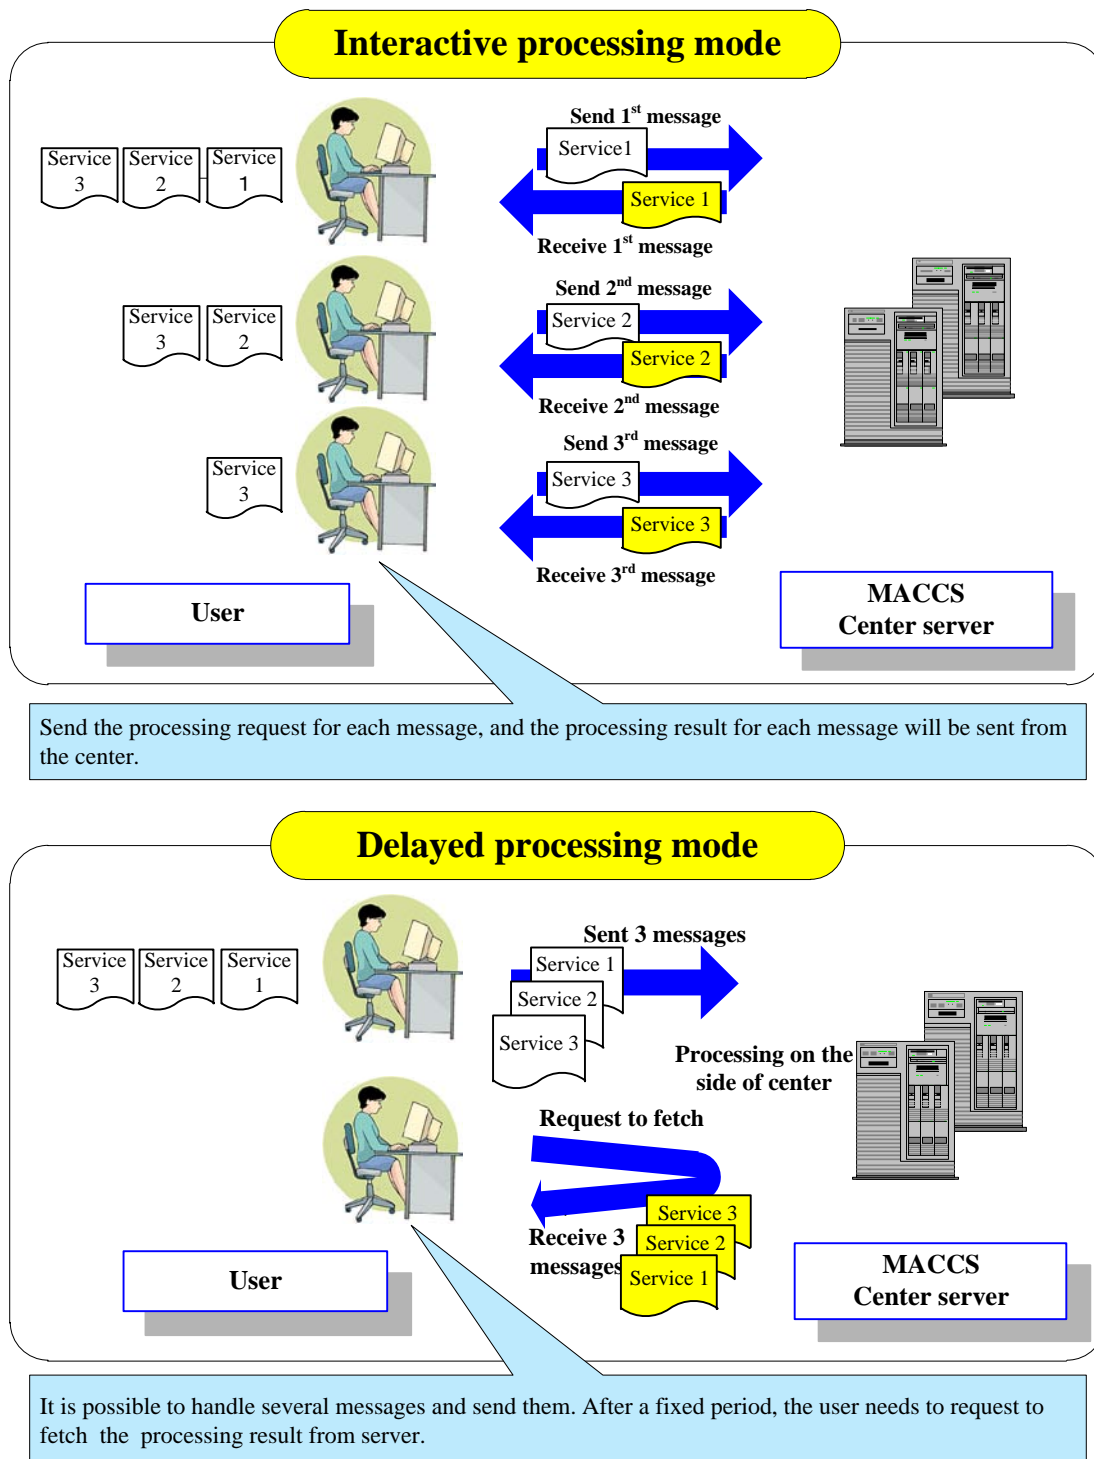 Interactive processing mode
Service 3
Service 2
Service 1
Send 1st message
Service1
Service 1
Receive 1st message
Service 3
Service 2
Send 2nd message
Service 2
Service 2
Receive 2nd message
Service 3
Send 3rd message
Service 3
Service 3
Receive 3rd message
User
MACCS
Center server
Send the processing request for each message, and the processing result for each message will be sent from
the center.
Delayed processing mode
Service 3
Service 2
Service 1
Sent 3 messages
Service 1
Service 2
Service 3
Processing on the
side of center
Request to fetch
Receive 3
messages
Service 3
Service 2
Service 1
User
MACCS
Center server
It is possible to handle several messages and send them. After a fixed period, the user needs to request to
fetch the processing result from server.